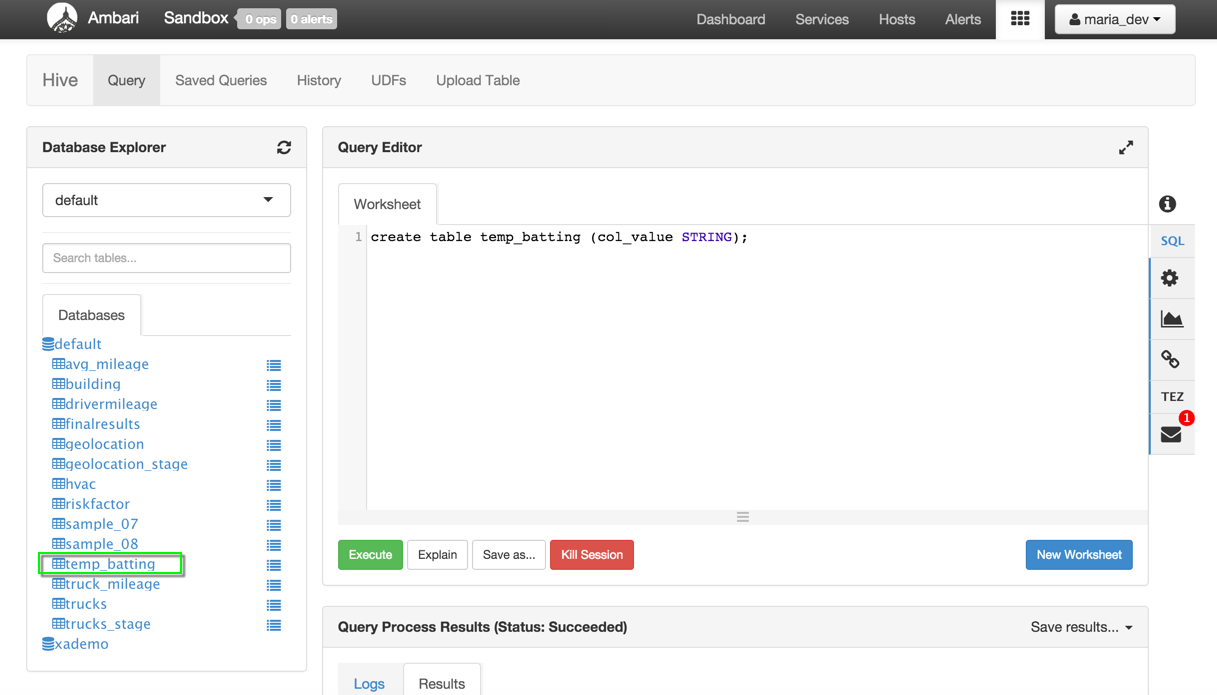 Ambari Sandbox 0 ops 0 alerts Dashboard Services Hosts Alerts maria_dev
Hive Query Saved Queries History UDFs Upload Table
Database Explorer
default
Search tables...
Databases
default
avg_mileage
building
drivermileage
finalresults
geolocation
geolocation_stage
hvac
riskfactor
sample_07
sample_08
temp_batting
truck_mileage
trucks
trucks_stage
xademo
Query Editor
Worksheet
1 create table temp_batting (col_value STRING);
Execute Explain Save as... Kill Session New Worksheet
SQL
TEZ
1
Query Process Results (Status: Succeeded) Save results...
Logs Results